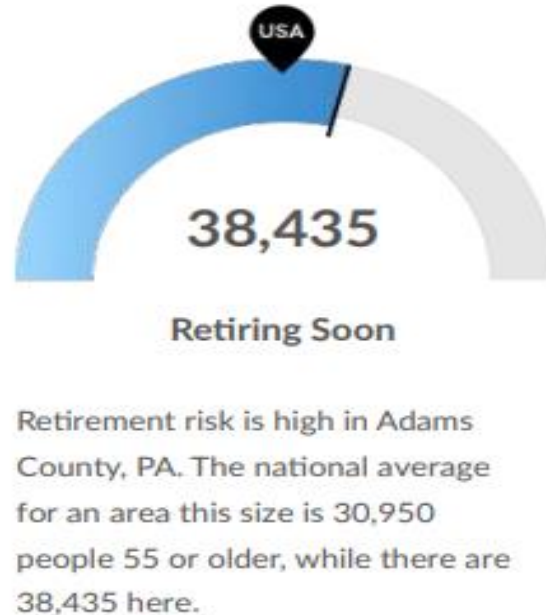 USA
38,435
Retiring Soon
Retirement risk is high in Adams
County, PA. The national average
for an area this size is 30,950
people 55 or older, while there are
38,435 here.